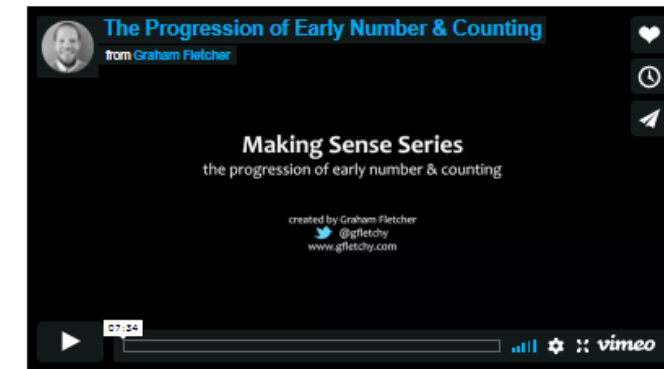 The Progression of Early Number & Counting
from Graham Fletcher
Making Sense Series
the progression of early number & counting
created by Graham Fletcher
@gfletchy
www.gfletchy.com
07:34
vimeo